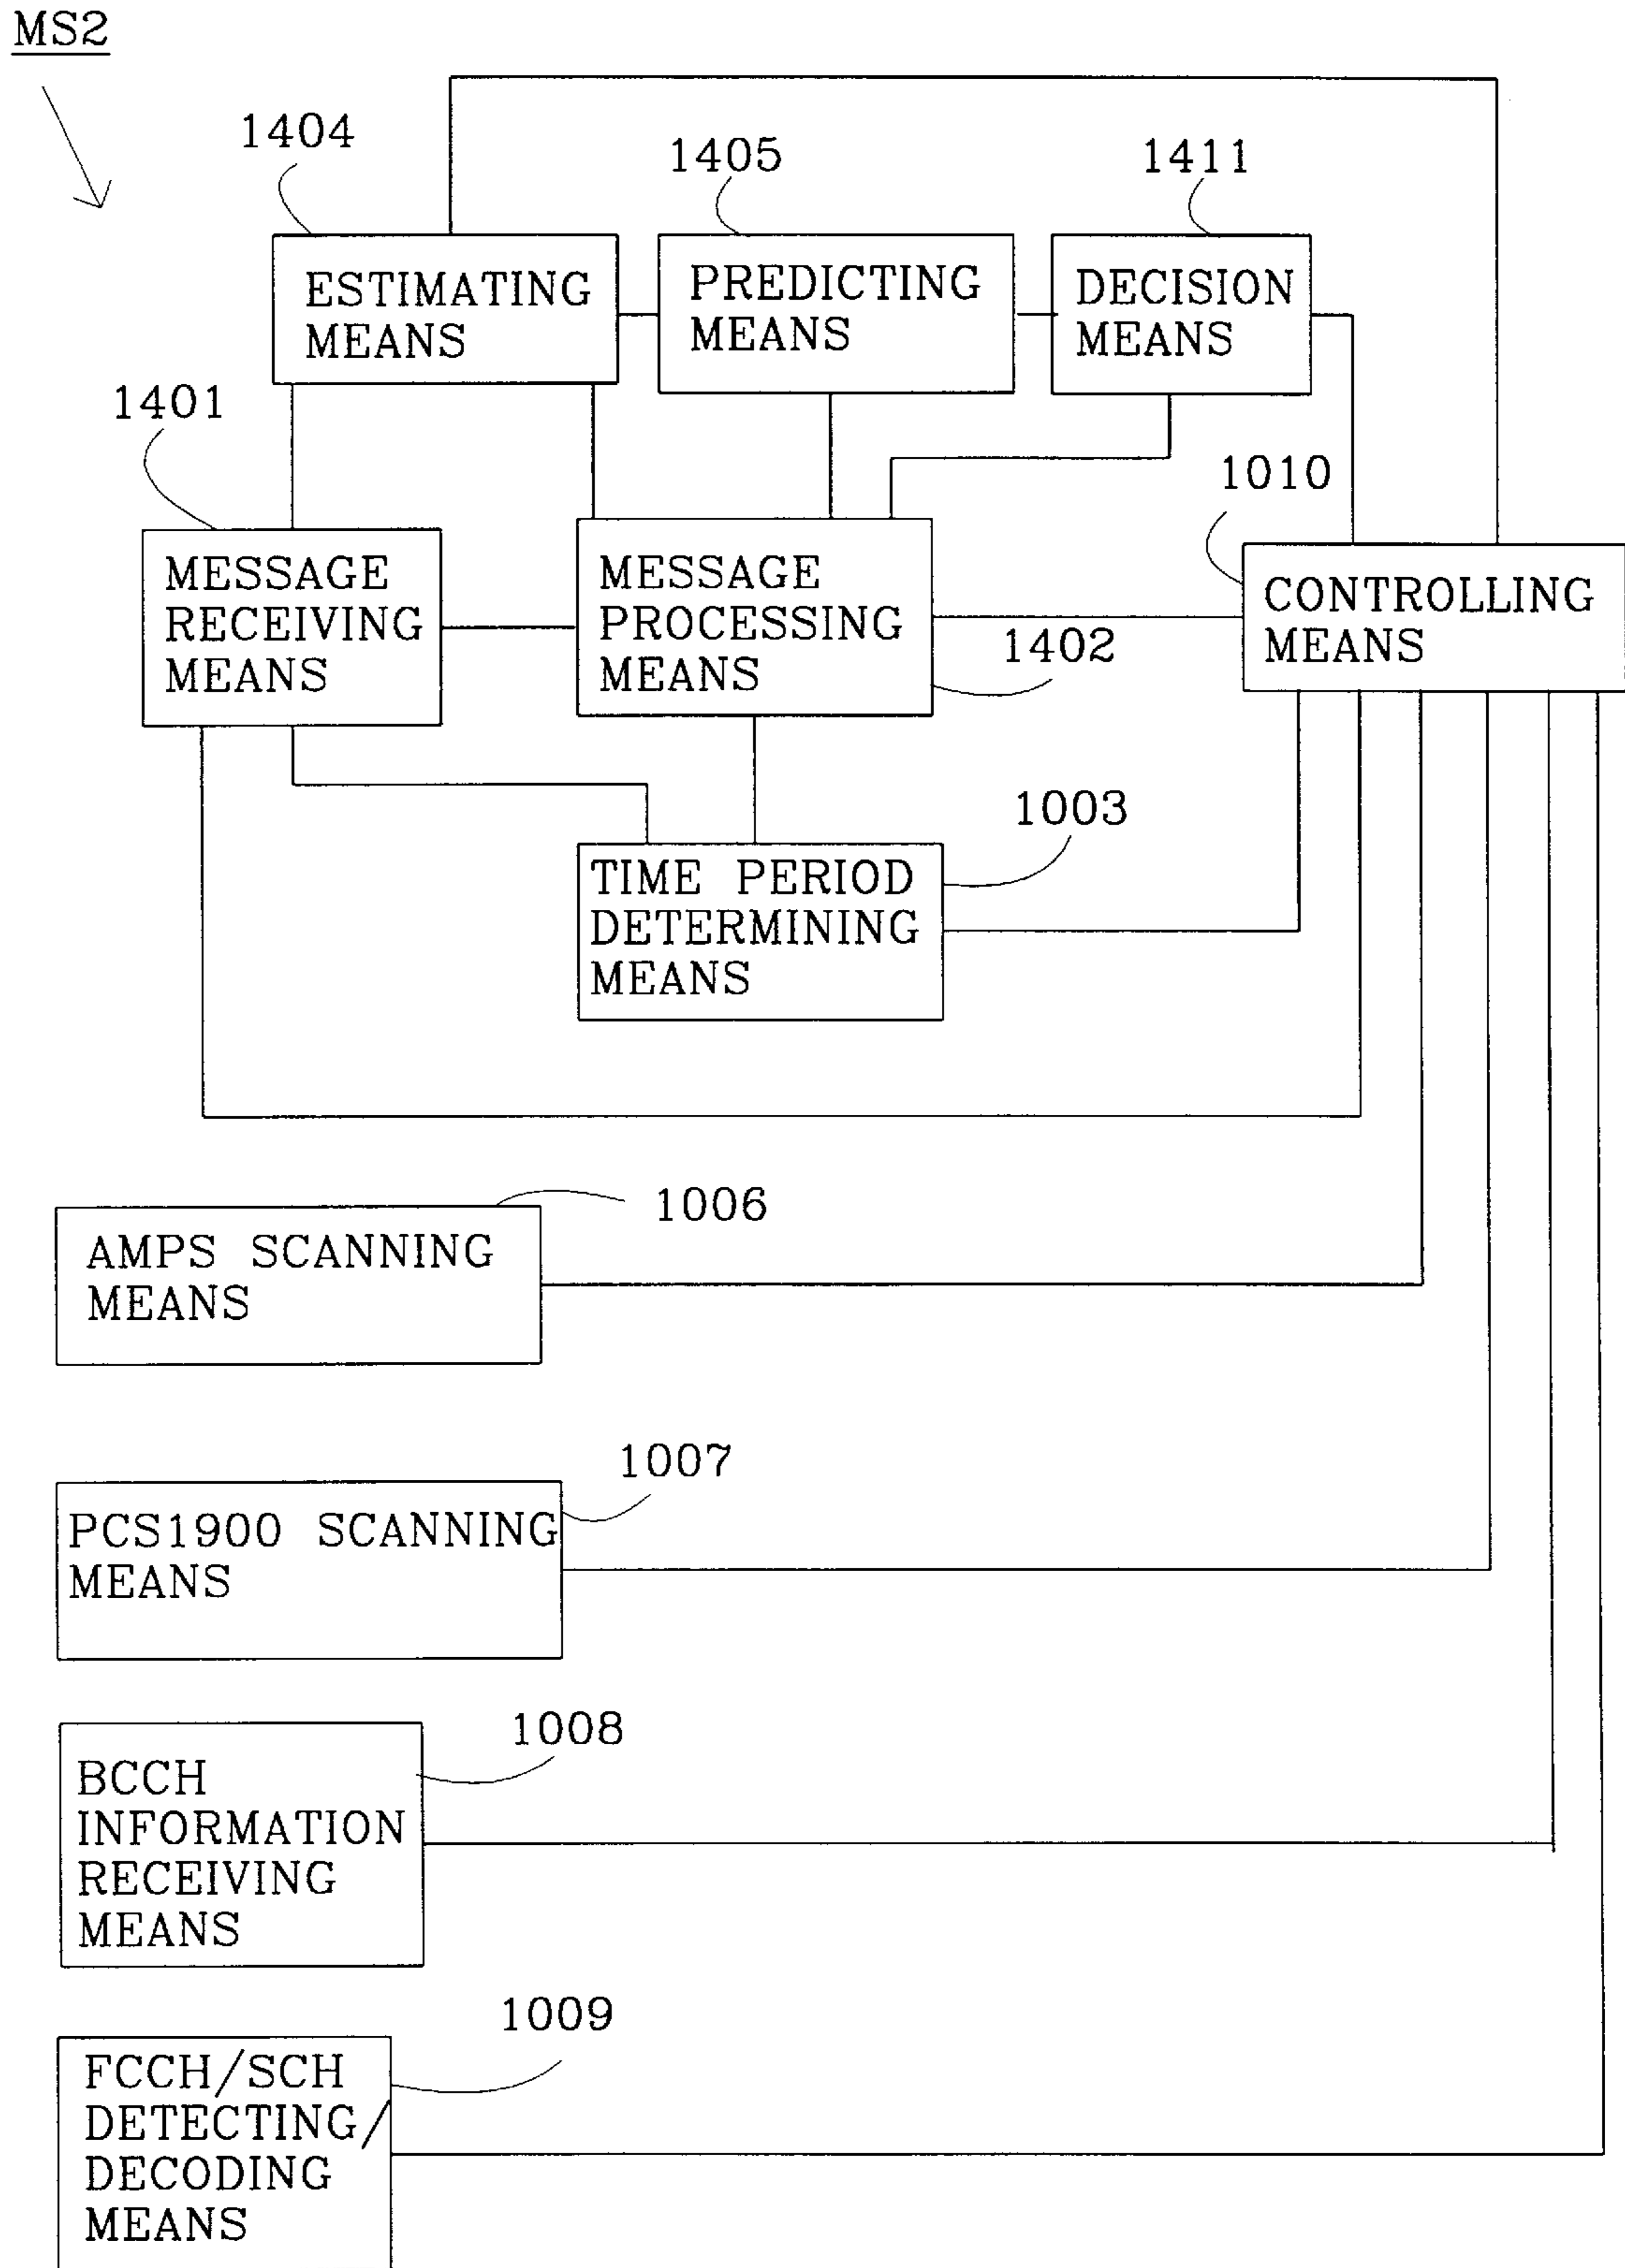 MS2
1404
1405
1411
ESTIMATING
MEANS
PREDICTING
MEANS
DECISION
MEANS
1401
1010
MESSAGE
RECEIVING
MEANS
MESSAGE
PROCESSING
MEANS
1402
CONTROLLING
MEANS
1003
TIME PERIOD
DETERMINING
MEANS
1006
AMPS SCANNING
MEANS
1007
PCS1900 SCANNING
MEANS
1008
BCCH
INFORMATION
RECEIVING
MEANS
1009
FCCH/SCH
DETECTING/
DECODING
MEANS